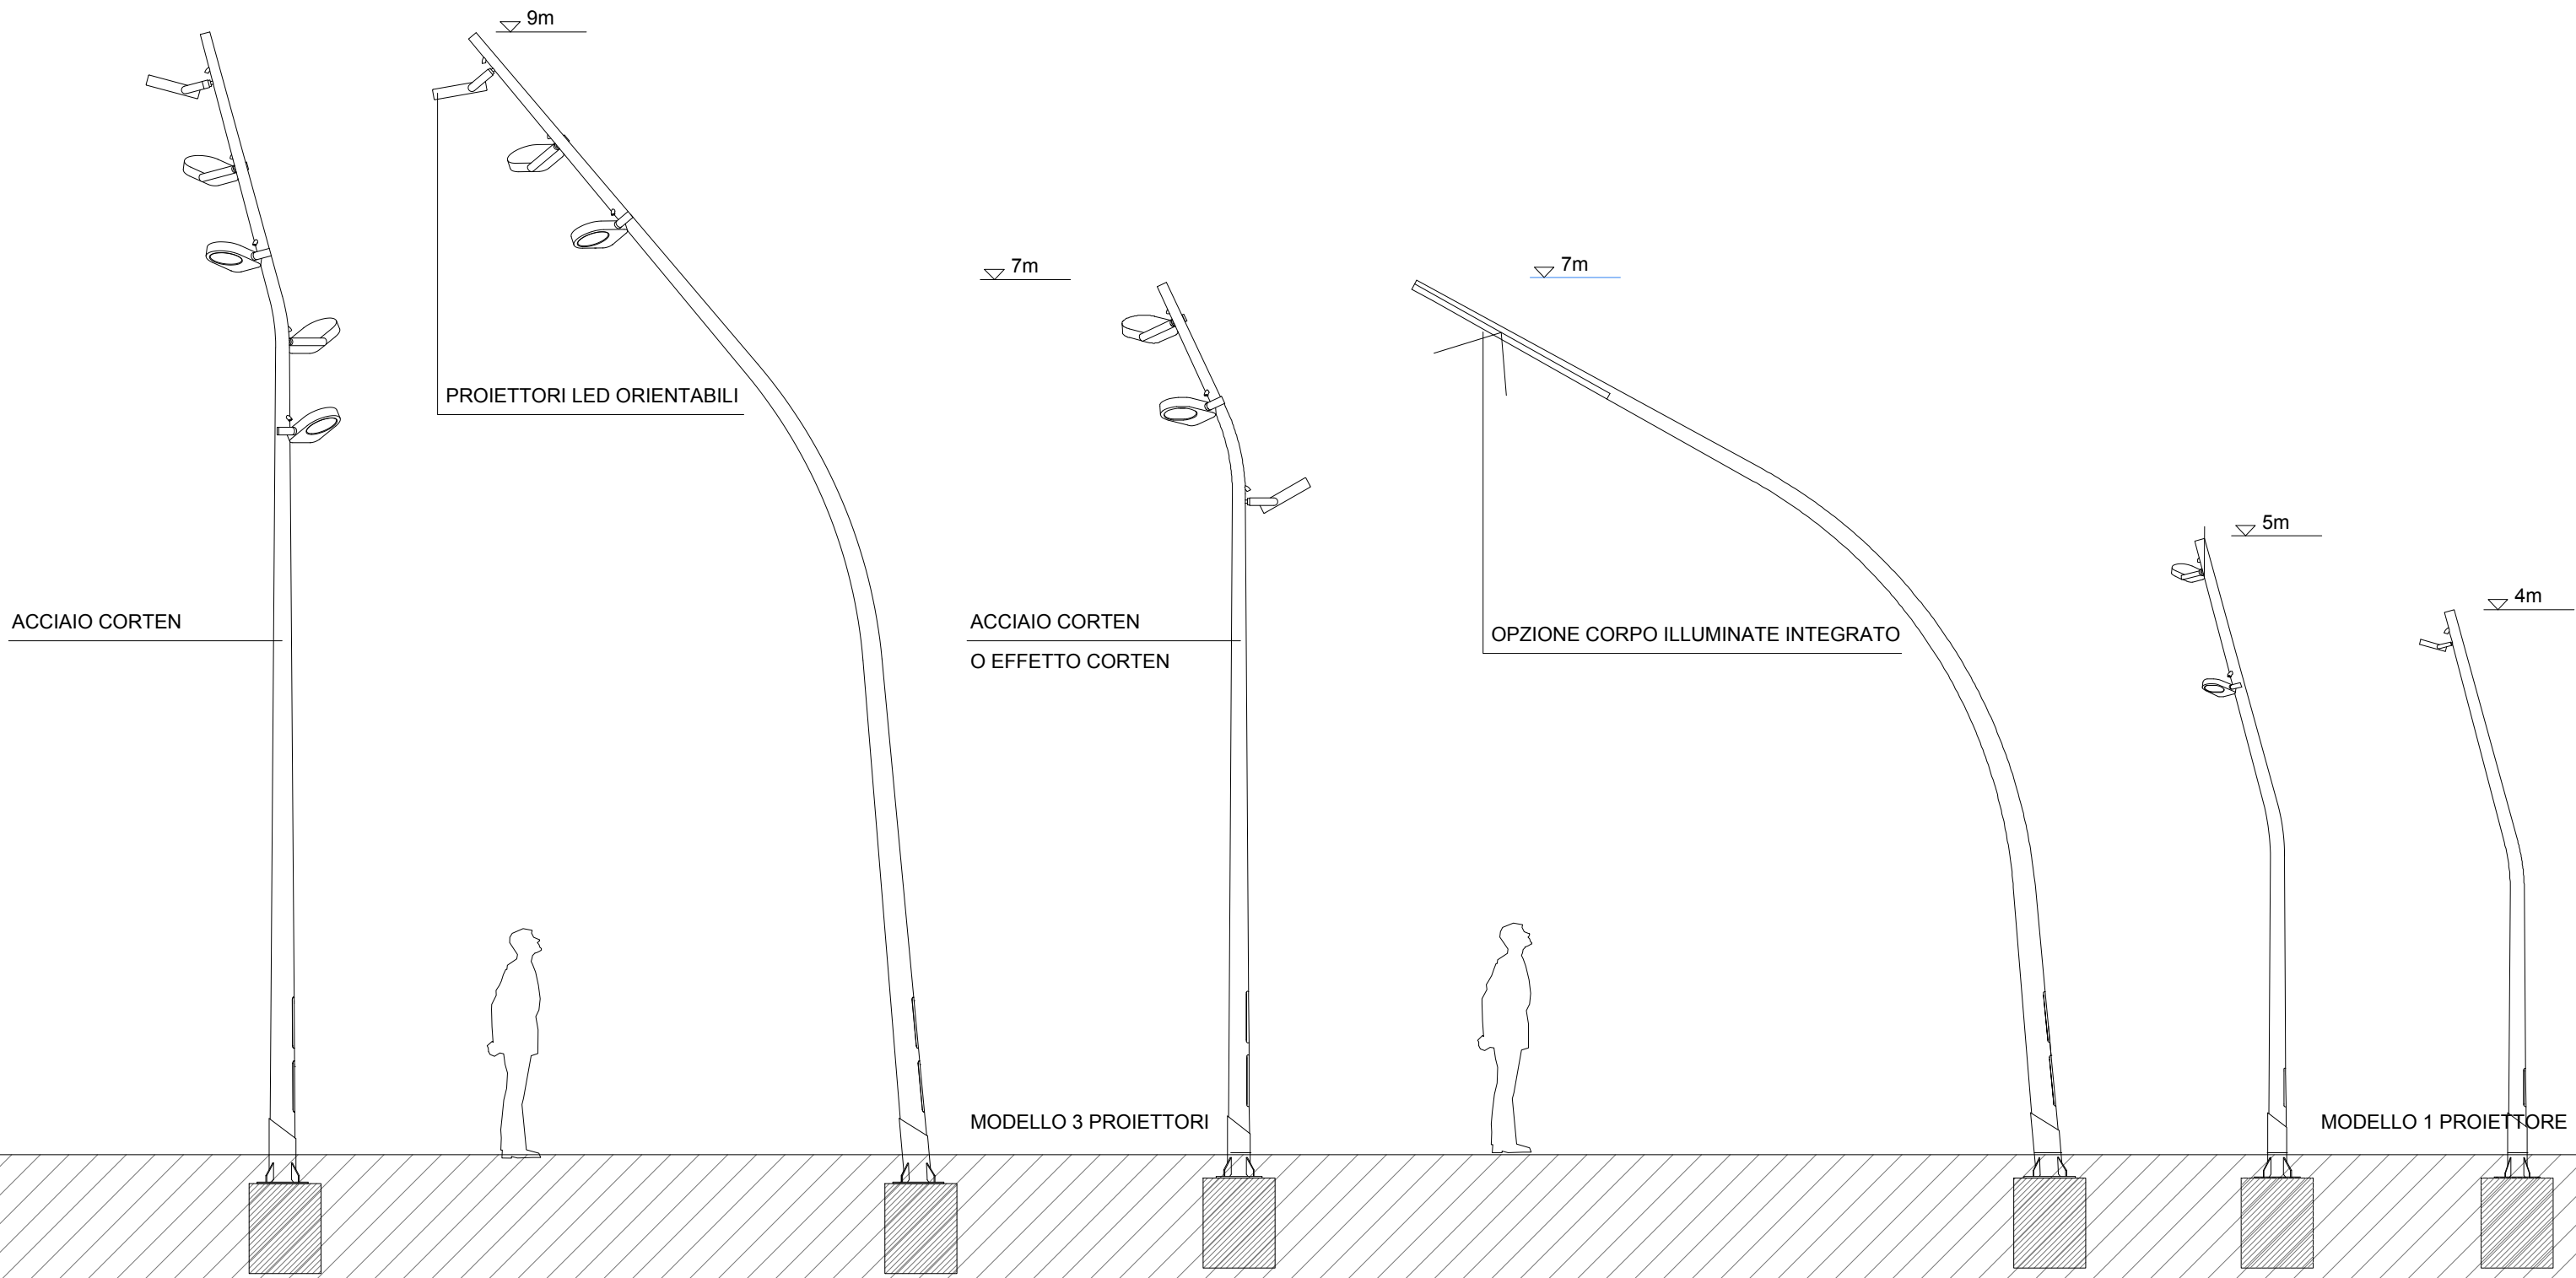 9m
PROIETTORI LED ORIENTABILI
ACCIAIO CORTEN
7m
ACCIAIO CORTEN
O EFFETTO CORTEN
MODELLO 3 PROIETTORI
7m
OPZIONE CORPO ILLUMINATE INTEGRATO
5m
4m
MODELLO 1 PROIETTORE